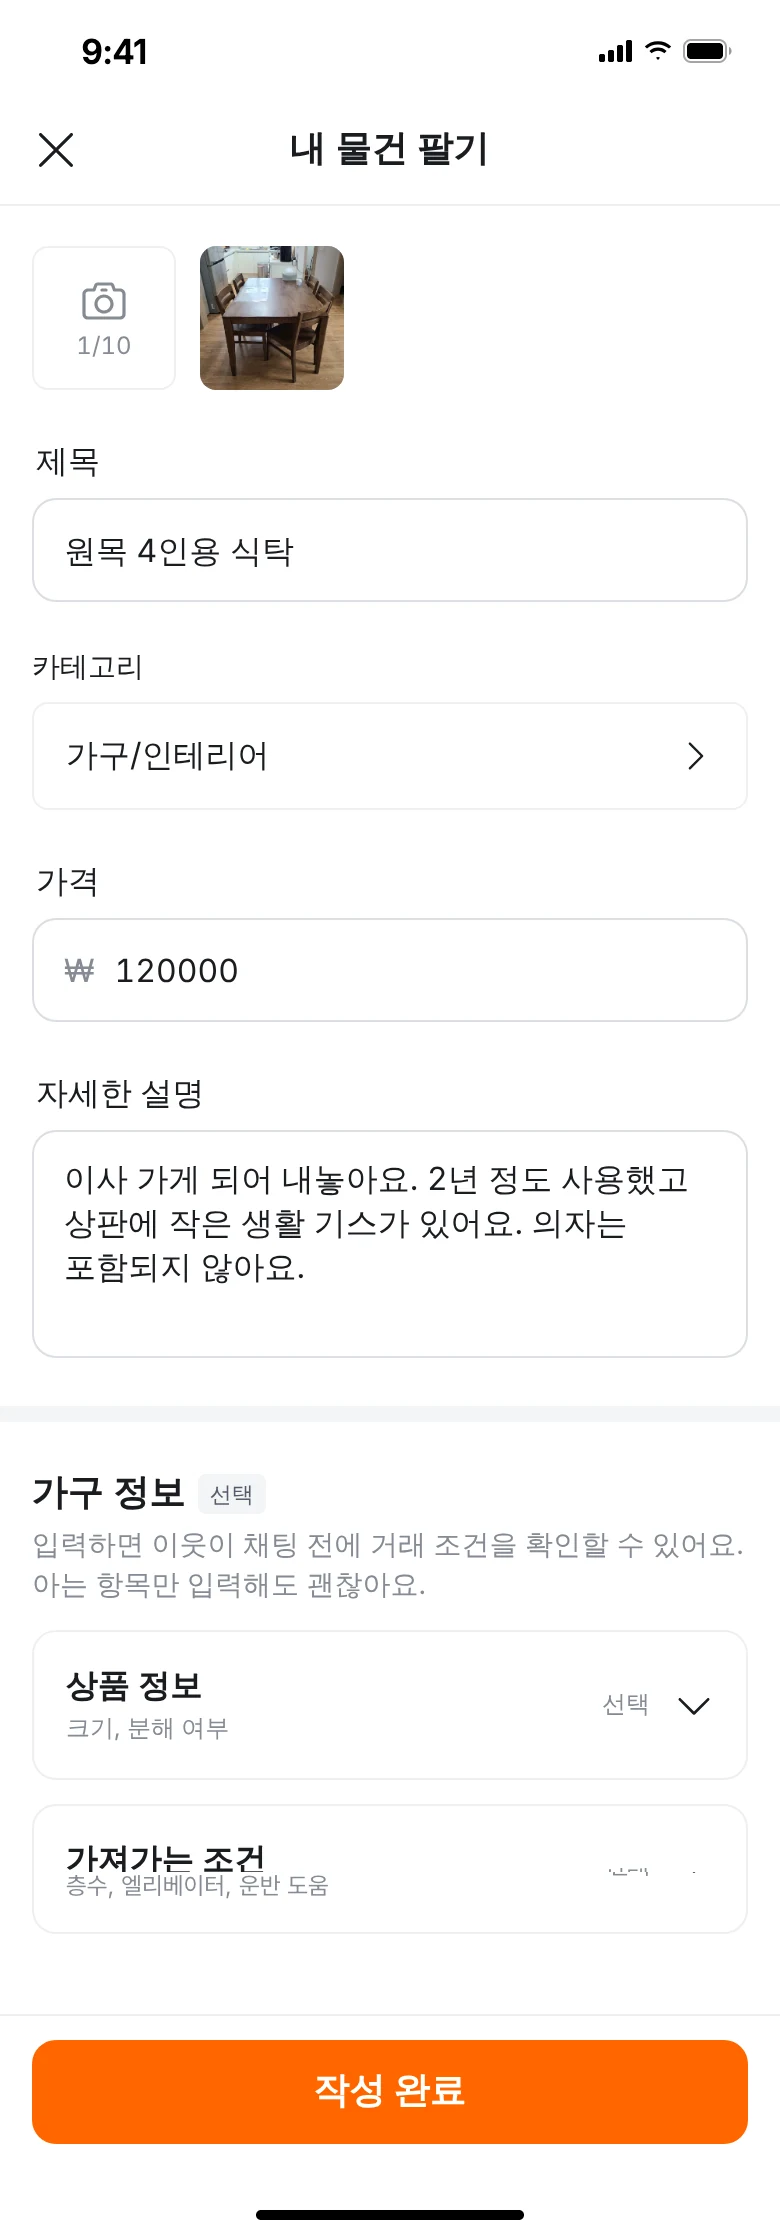 9:41
내 물건 팔기
1/10
제목
원목 4인용 식탁
카테고리
가구/인테리어
가격
₩ 120000
자세한 설명
이사 가게 되어 내놓아요. 2년 정도 사용했고
상판에 작은 생활 기스가 있어요. 의자는
포함되지 않아요.
가구 정보 선택
입력하면 이웃이 채팅 전에 거래 조건을 확인할 수 있어요.
아는 항목만 입력해도 괜찮아요.
상품 정보
크기, 분해 여부
선택
가져가는 조건
층수, 엘리베이터, 운반 도움
작성 완료